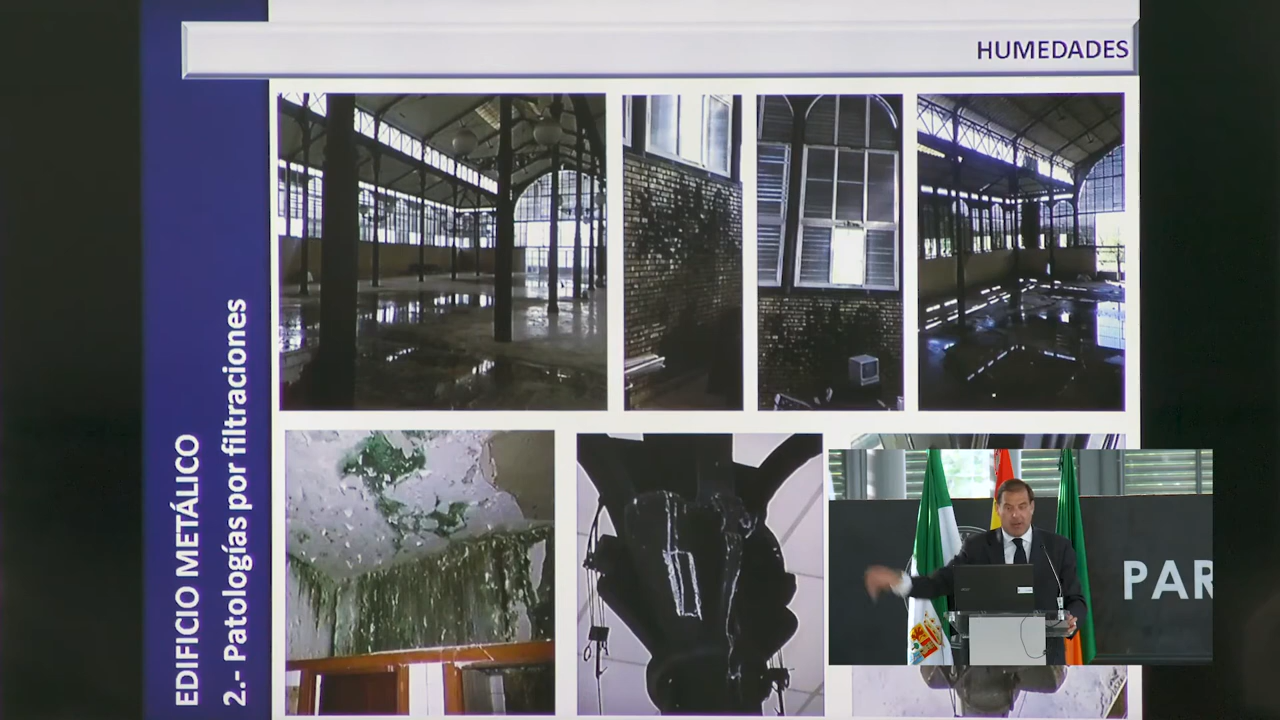 HUMEDADES
EDIFICIO METÁLICO
2.- Patologías por filtraciones
PAR